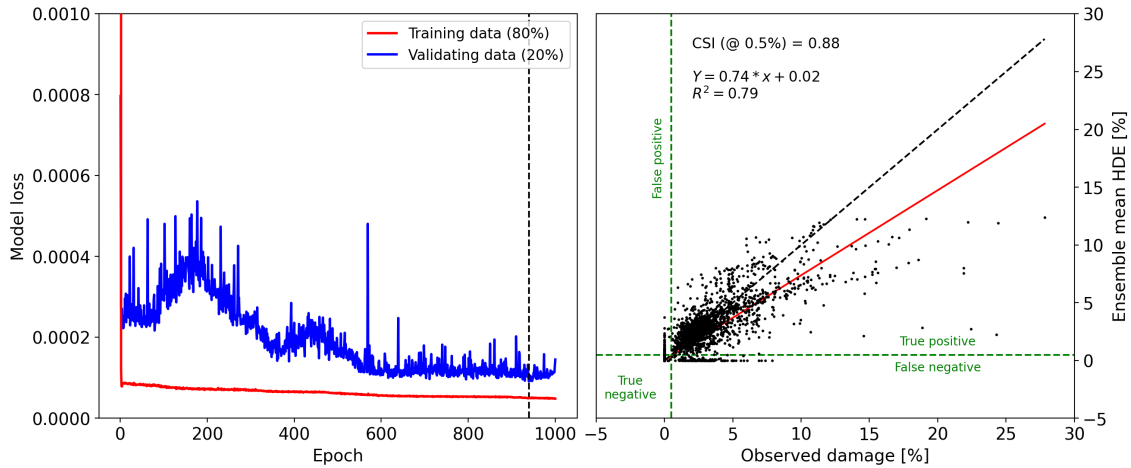 0.0010
0.0008
0.0006
0.0004
0.0002
0.0000
Model loss
0
200
400
600
800
1000
Epoch
Training data (80%)
Validating data (20%)
CSI (@ 0.5%) = 0.88
Y = 0.74 * x + 0.02
R² = 0.79
False positive
True positive
False negative
True
negative
30
25
20
15
10
5
0
−5
Ensemble mean HDE [%]
−5
0
5
10
15
20
25
30
Observed damage [%]